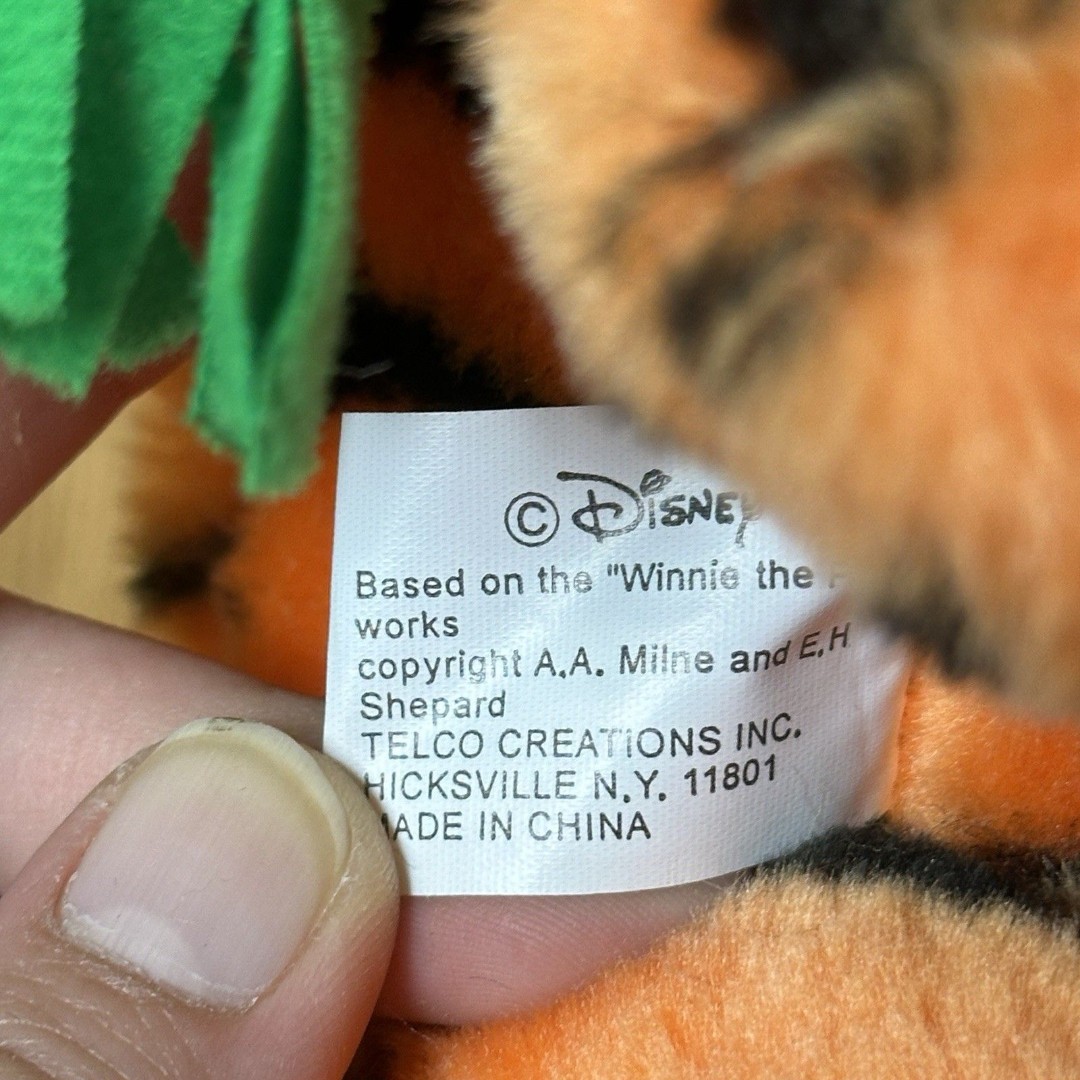 © Disney
Based on the "Winnie the
works
copyright A.A. Milne and E.H
Shepard
TELCO CREATIONS INC.
HICKSVILLE N.Y. 11801
MADE IN CHINA